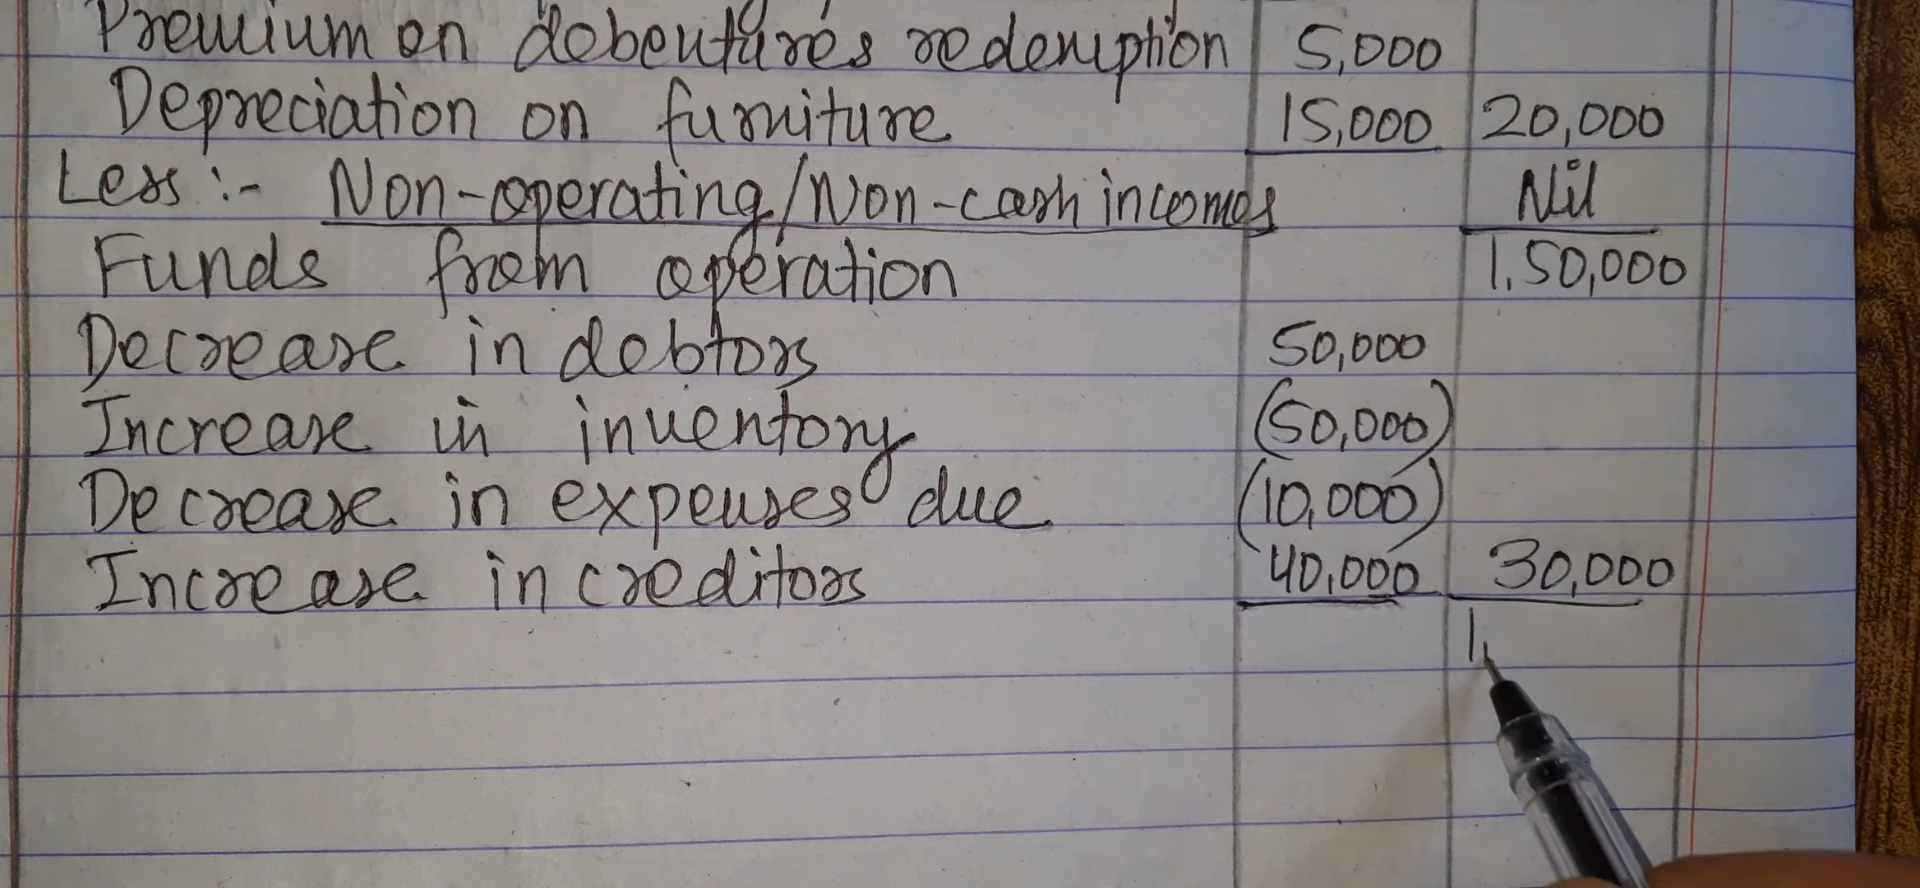 Premium on debentures redemption 5,000
Depreciation on furniture 15,000 20,000
Less :- Non-operating/Non-cash incomes Nil
Funds from operation 1,50,000
Decrease in debtors 50,000
Increase in inventory (50,000)
Decrease in expenses due (10,000)
Increase in creditors 40,000 30,000
1,